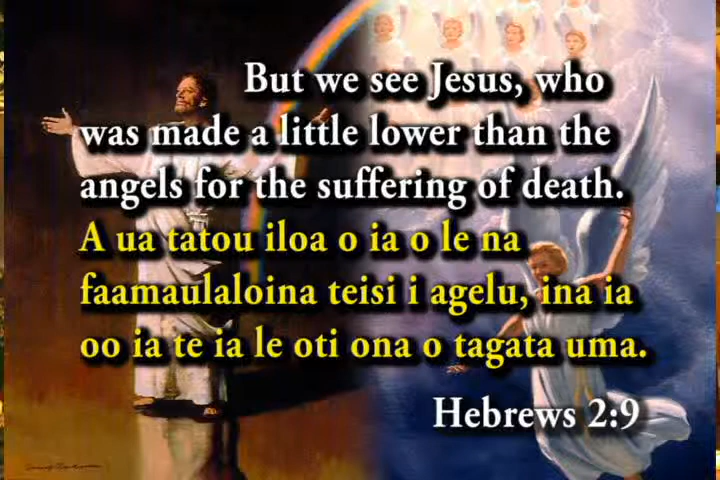 But we see Jesus, who
was made a little lower than the
angels for the suffering of death.
A ua tatou iloa o ia o le na
faamaulaloina teisi i agelu, ina ia
oo ia te ia le oti ona o tagata uma.
Hebrews 2:9